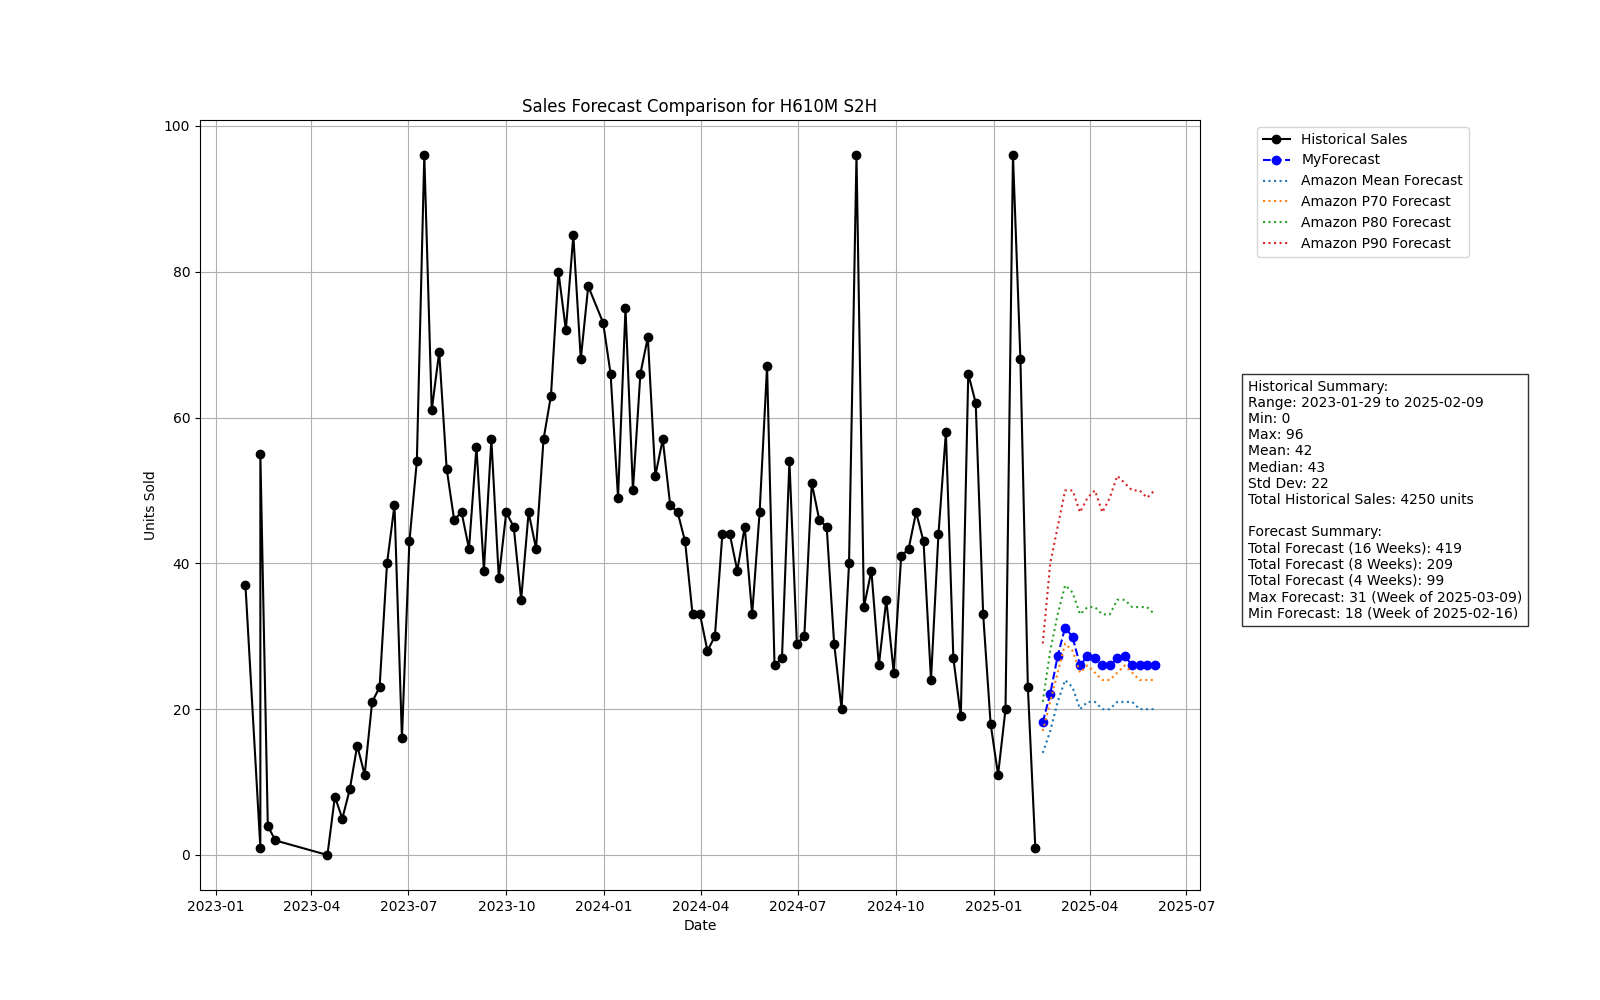 Sales Forecast Comparison for H610M S2H
100
80
60
40
20
0
Units Sold
2023-01
2023-04
2023-07
2023-10
2024-01
2024-04
2024-07
2024-10
2025-01
2025-04
2025-07
Date
Historical Sales
MyForecast
Amazon Mean Forecast
Amazon P70 Forecast
Amazon P80 Forecast
Amazon P90 Forecast
Historical Summary:
Range: 2023-01-29 to 2025-02-09
Min: 0
Max: 96
Mean: 42
Median: 43
Std Dev: 22
Total Historical Sales: 4250 units
Forecast Summary:
Total Forecast (16 Weeks): 419
Total Forecast (8 Weeks): 209
Total Forecast (4 Weeks): 99
Max Forecast: 31 (Week of 2025-03-09)
Min Forecast: 18 (Week of 2025-02-16)